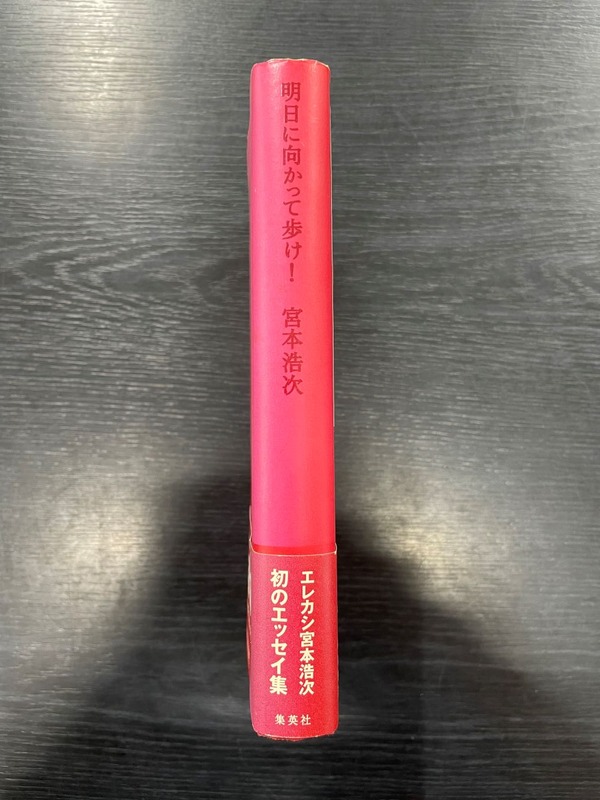 明日に向かって歩け！ 宮本浩次
エレカシ宮本浩次
初のエッセイ集
集英社